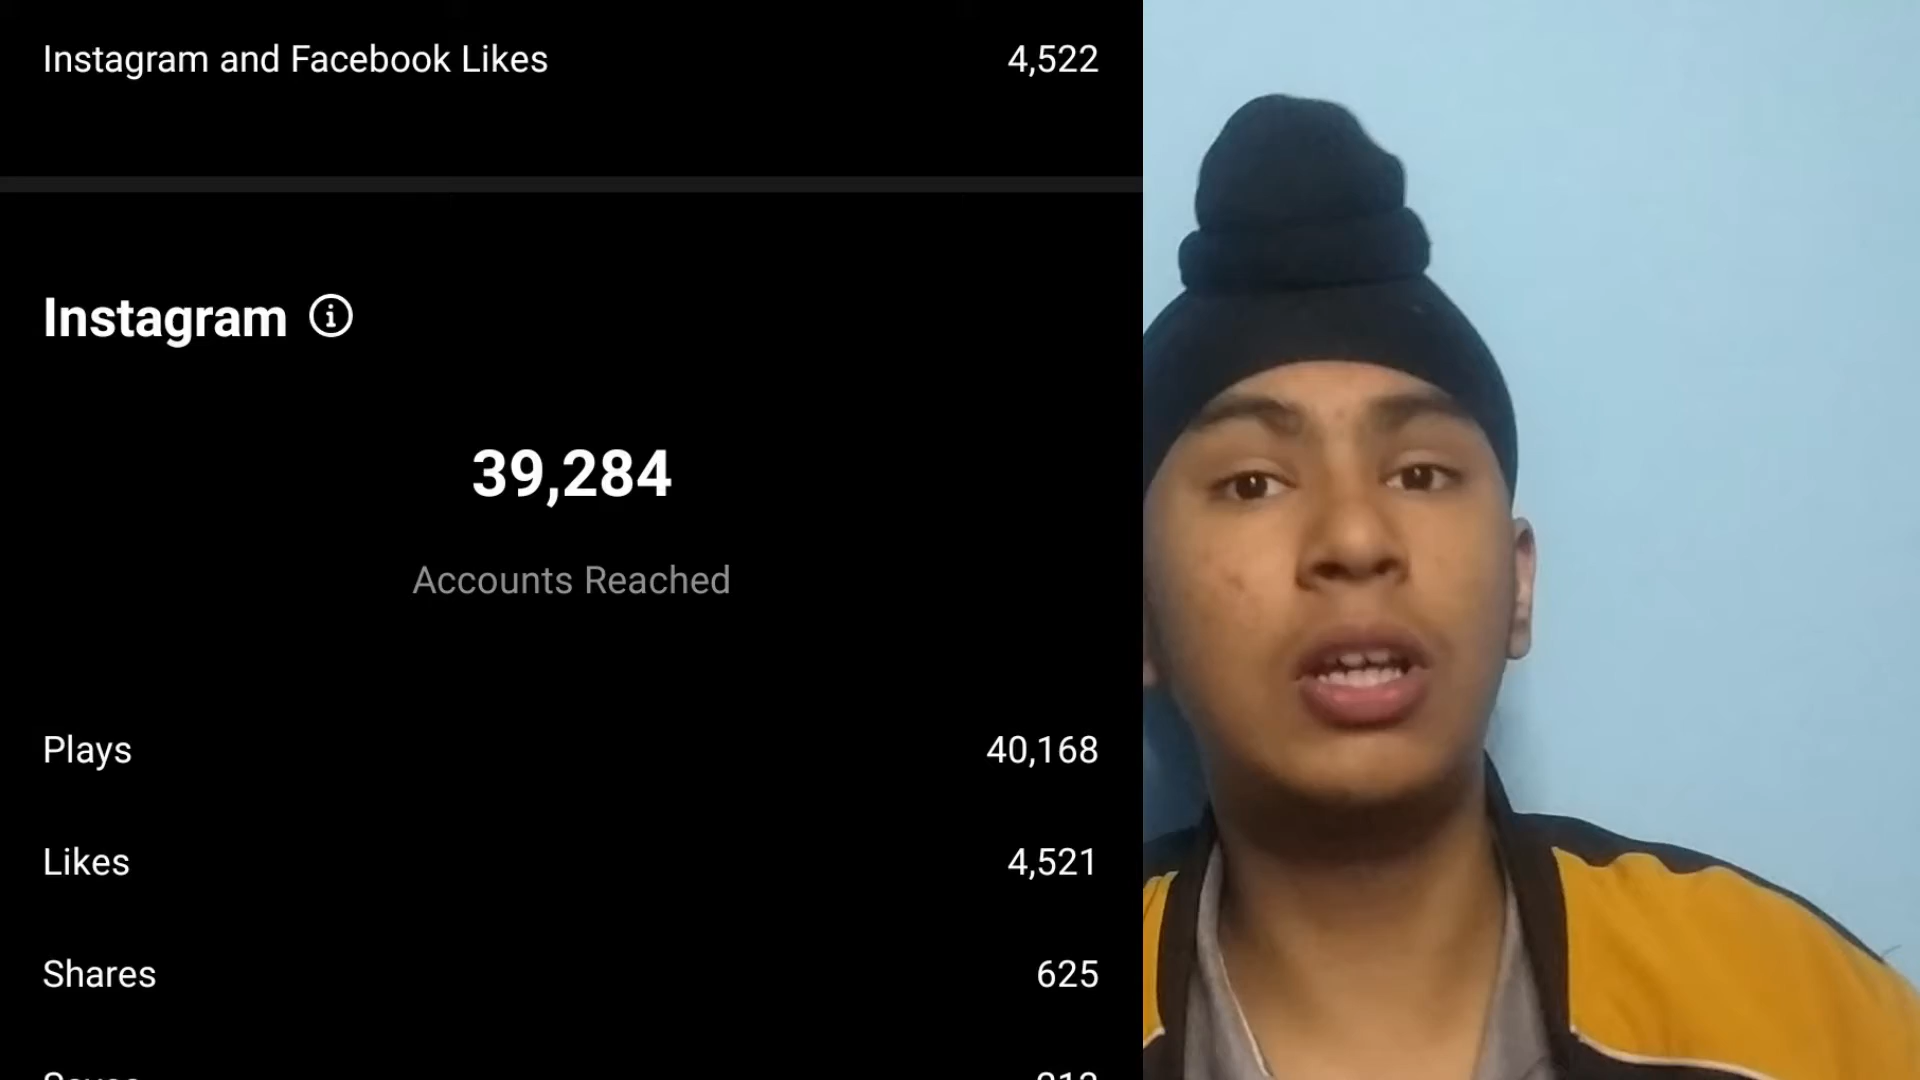 Instagram and Facebook Likes 4,522
Instagram
39,284
Accounts Reached
Plays 40,168
Likes 4,521
Shares 625